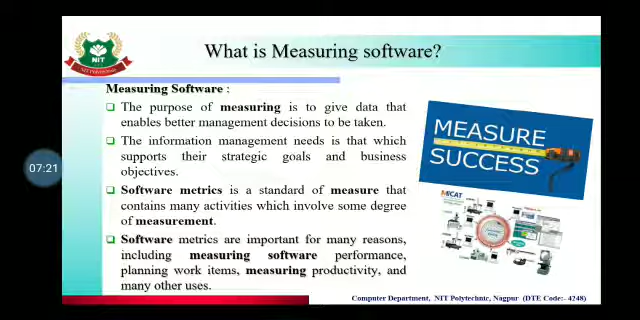 What is Measuring software?
NIT
NIT POLYTECHNIC
Measuring Software :
The purpose of measuring is to give data that
enables better management decisions to be taken.
The information management needs is that which
supports their strategic goals and business
objectives.
Software metrics is a standard of measure that
contains many activities which involve some degree
of measurement.
Software metrics are important for many reasons,
including measuring software performance,
planning work items, measuring productivity, and
many other uses.
07:21
MEASURE
SUCCESS
MICAT
Computer Department, NIT Polytechnic, Nagpur (DTE Code:- 4248)